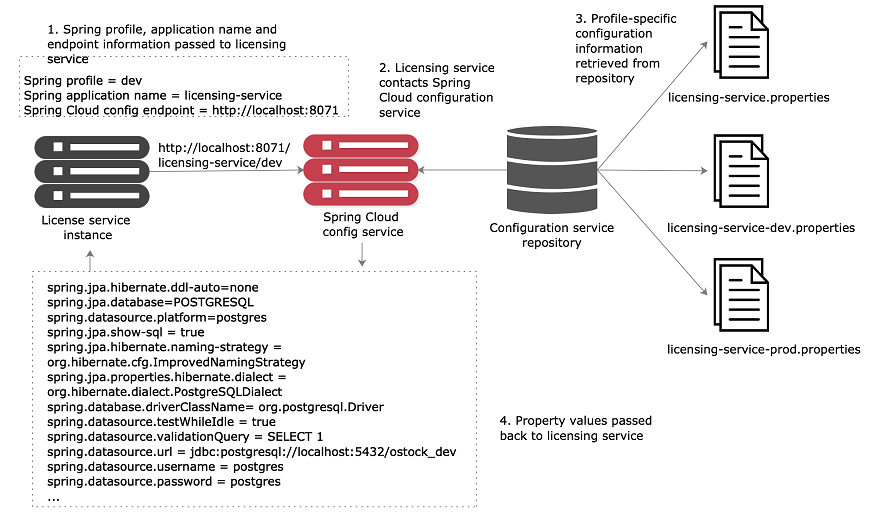 1. Spring profile, application name and
endpoint information passed to licensing
service
Spring profile = dev
Spring application name = licensing-service
Spring Cloud config endpoint = http://localhost:8071
2. Licensing service
contacts Spring
Cloud configuration
service
3. Profile-specific
configuration
information
retrieved from
repository
licensing-service.properties
http://localhost:8071/
licensing-service/dev
License service
instance
Spring Cloud
config service
Configuration service
repository
licensing-service-dev.properties
licensing-service-prod.properties
spring.jpa.hibernate.ddl-auto=none
spring.jpa.database=POSTGRESQL
spring.datasource.platform=postgres
spring.jpa.show-sql = true
spring.jpa.hibernate.naming-strategy =
org.hibernate.cfg.ImprovedNamingStrategy
spring.jpa.properties.hibernate.dialect =
org.hibernate.dialect.PostgreSQLDialect
spring.database.driverClassName= org.postgresql.Driver
spring.datasource.testWhileIdle = true
spring.datasource.validationQuery = SELECT 1
spring.datasource.url = jdbc:postgresql://localhost:5432/ostock_dev
spring.datasource.username = postgres
spring.datasource.password = postgres
...
4. Property values passed
back to licensing service